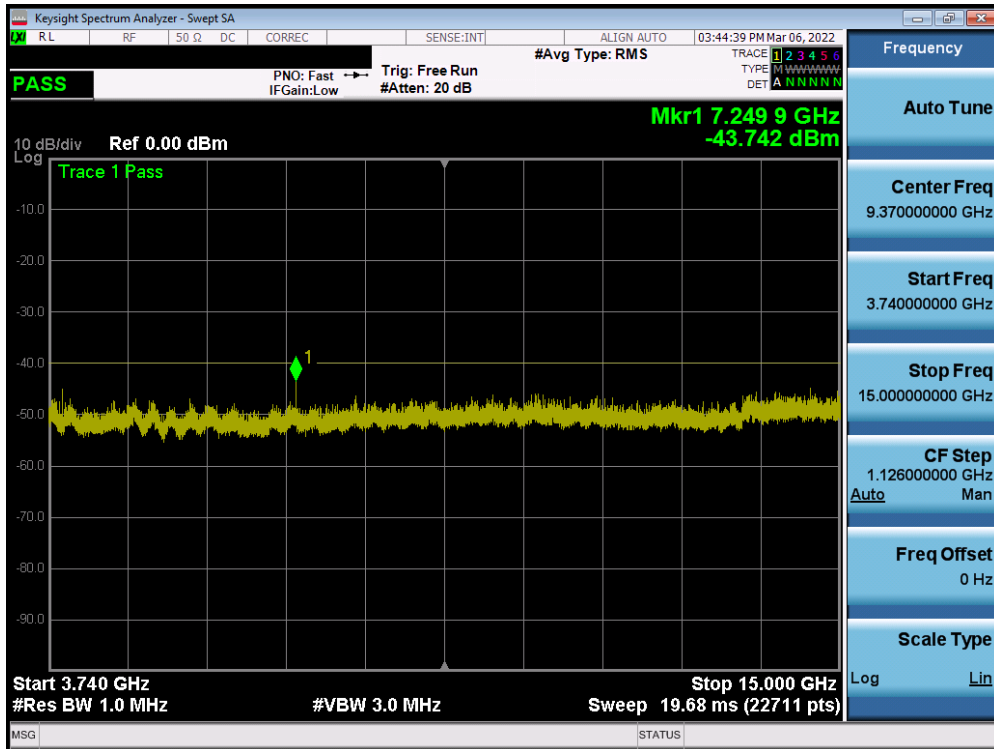 Keysight Spectrum Analyzer - Swept SA
LXI RL RF 50 Ω DC CORREC SENSE:INT ALIGN AUTO 03:44:39 PM Mar 06, 2022
Frequency
PASS
PNO: Fast
IFGain:Low
Trig: Free Run
#Atten: 20 dB
#Avg Type: RMS
TRACE 1 2 3 4 5 6
TYPE M WWWWW
DET A N N N N N
Auto Tune
Mkr1 7.249 9 GHz
-43.742 dBm
10 dB/div
Log
Ref 0.00 dBm
Trace 1 Pass
1
-10.0
-20.0
-30.0
-40.0
-50.0
-60.0
-70.0
-80.0
-90.0
Center Freq
9.370000000 GHz
Start Freq
3.740000000 GHz
Stop Freq
15.000000000 GHz
CF Step
1.126000000 GHz
Auto Man
Freq Offset
0 Hz
Scale Type
Log Lin
Start 3.740 GHz Stop 15.000 GHz
#Res BW 1.0 MHz #VBW 3.0 MHz Sweep 19.68 ms (22711 pts)
MSG STATUS